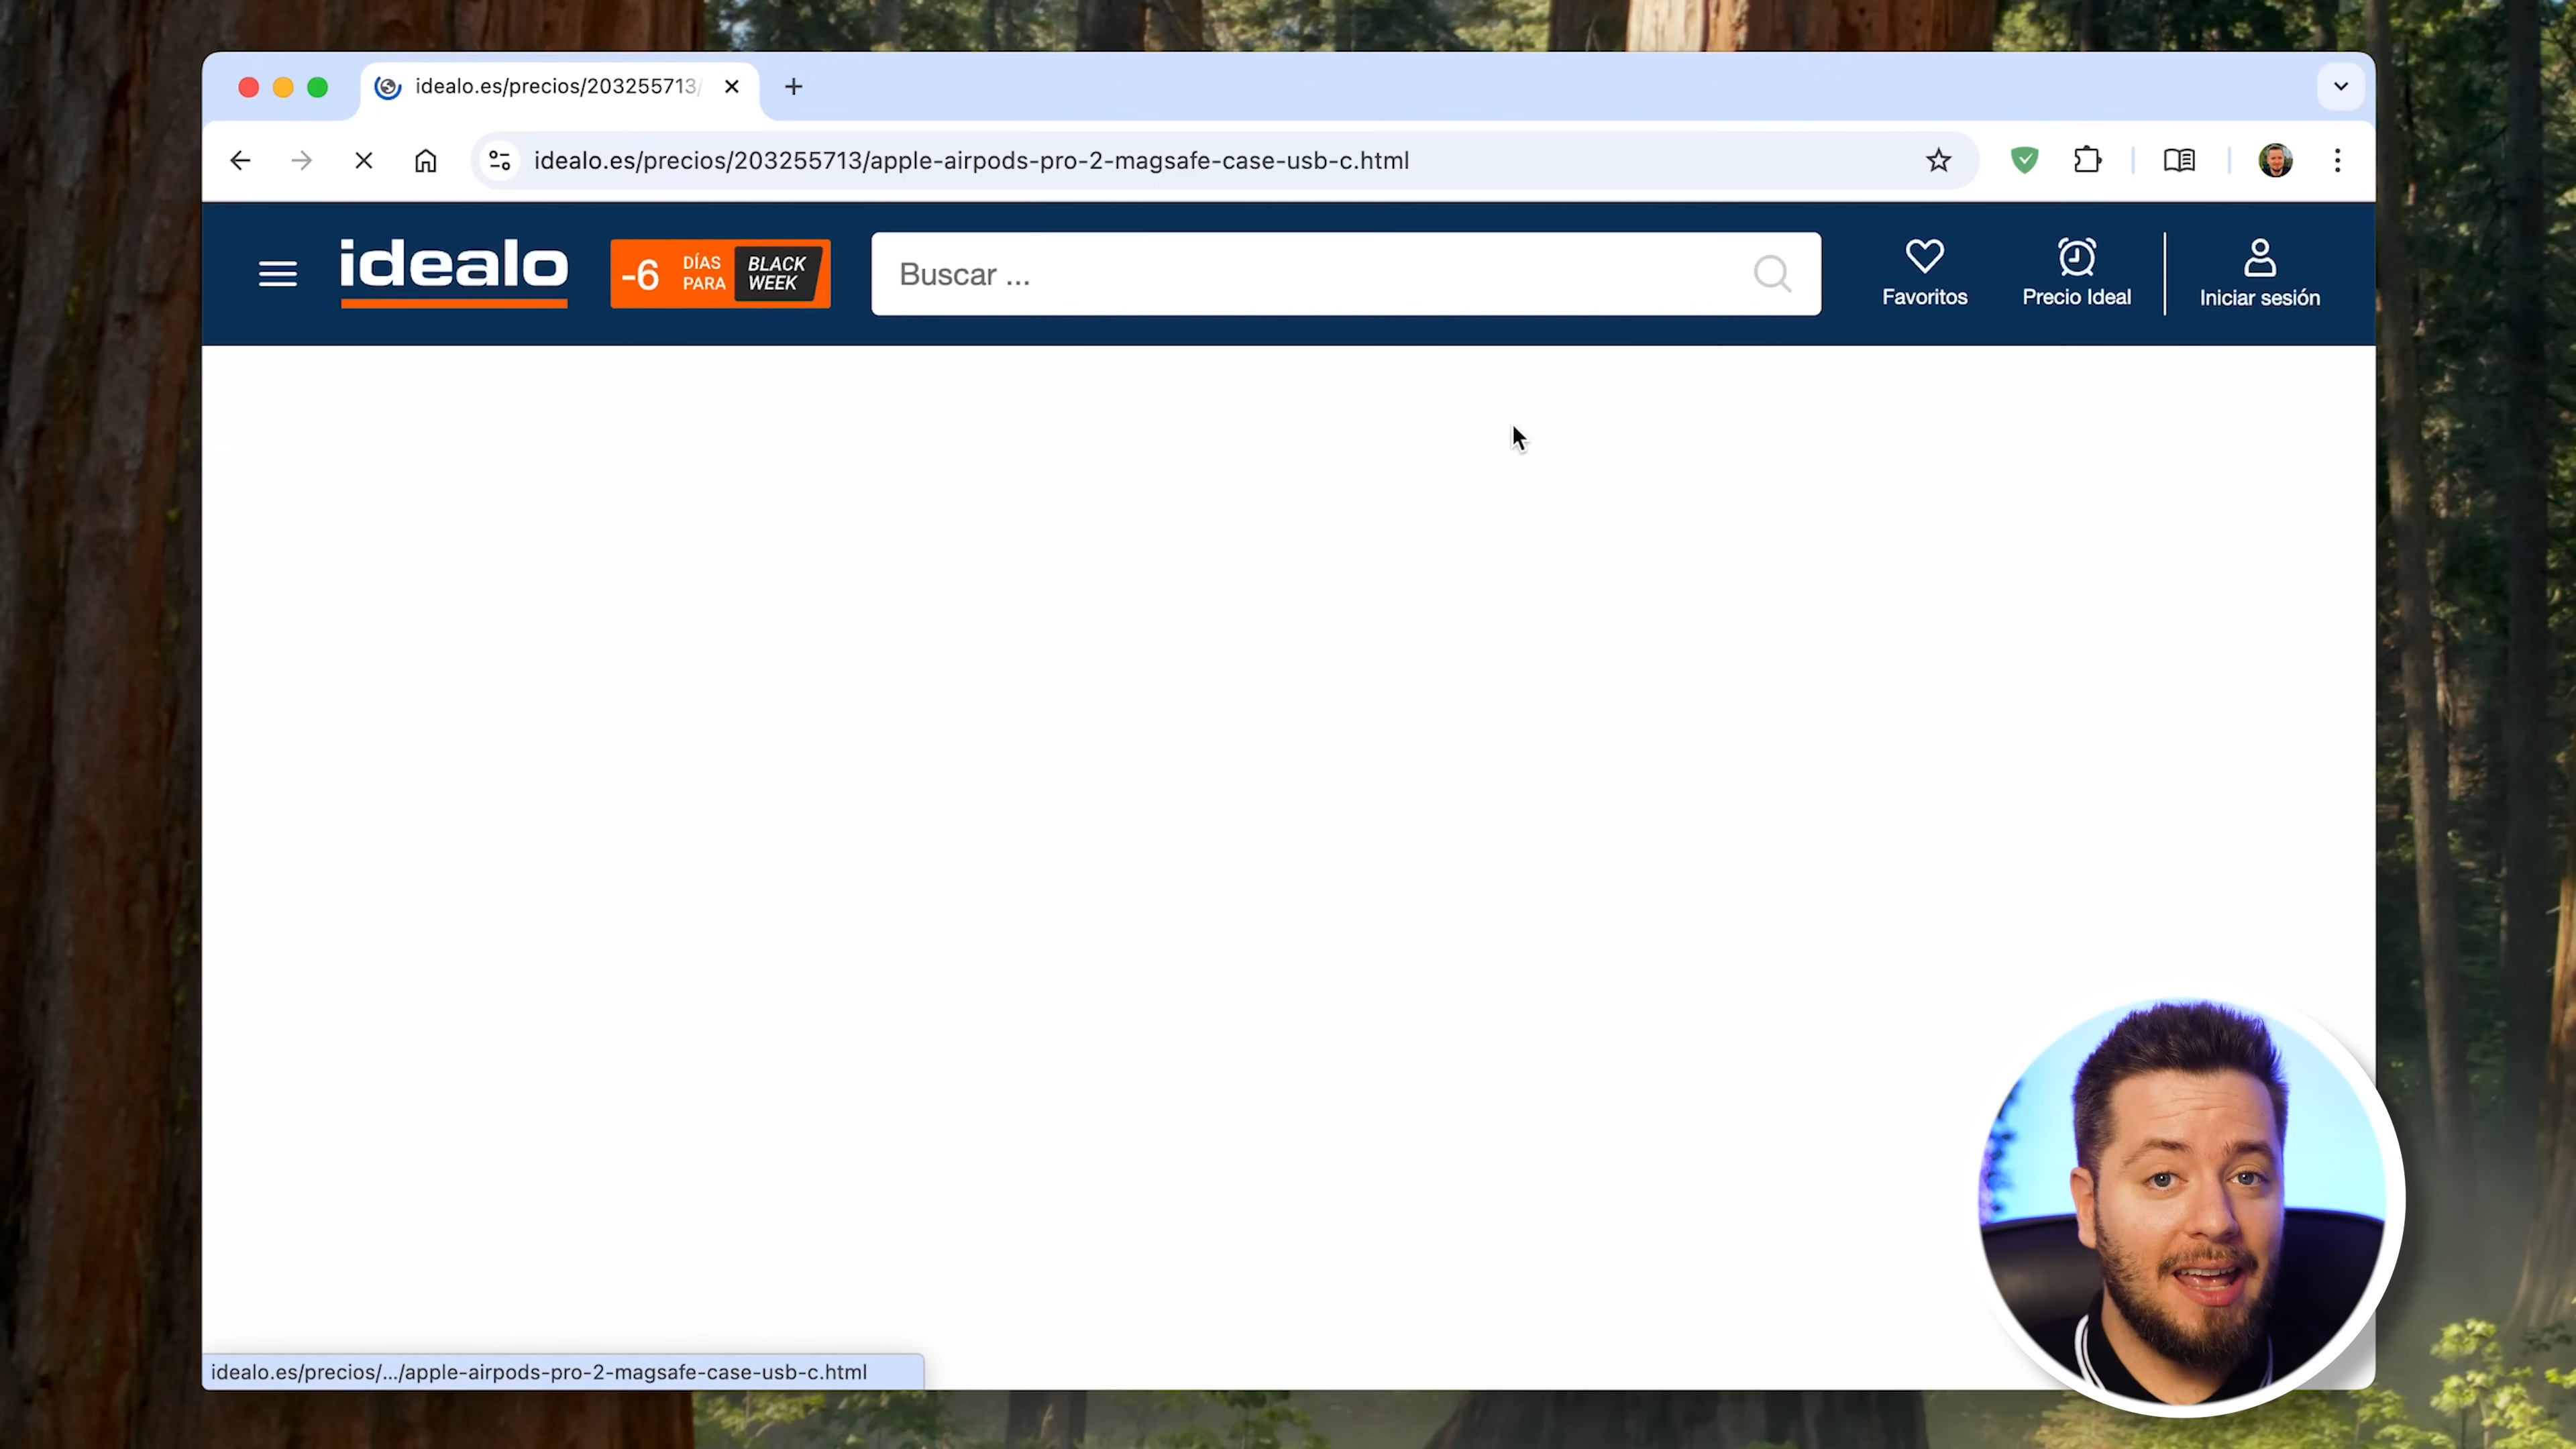 idealo.es/precios/203255713/
idealo.es/precios/203255713/apple-airpods-pro-2-magsafe-case-usb-c.html
idealo
-6
DÍAS
PARA
BLACK
WEEK
Buscar ...
Favoritos
Precio Ideal
Iniciar sesión
idealo.es/precios/.../apple-airpods-pro-2-magsafe-case-usb-c.html